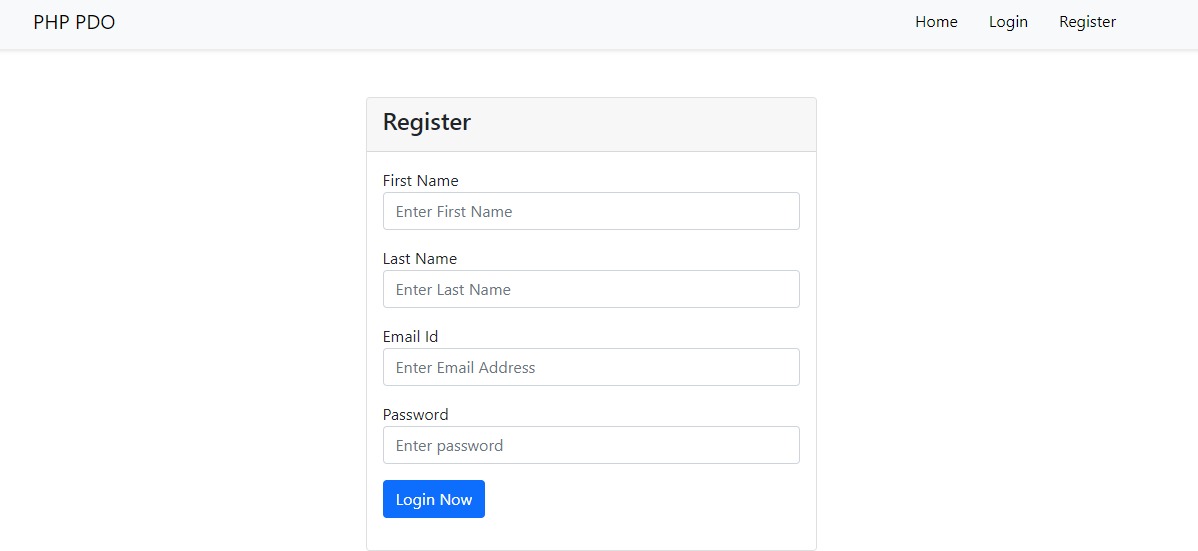 PHP PDO Home Login Register
Register
First Name
Enter First Name
Last Name
Enter Last Name
Email Id
Enter Email Address
Password
Enter password
Login Now